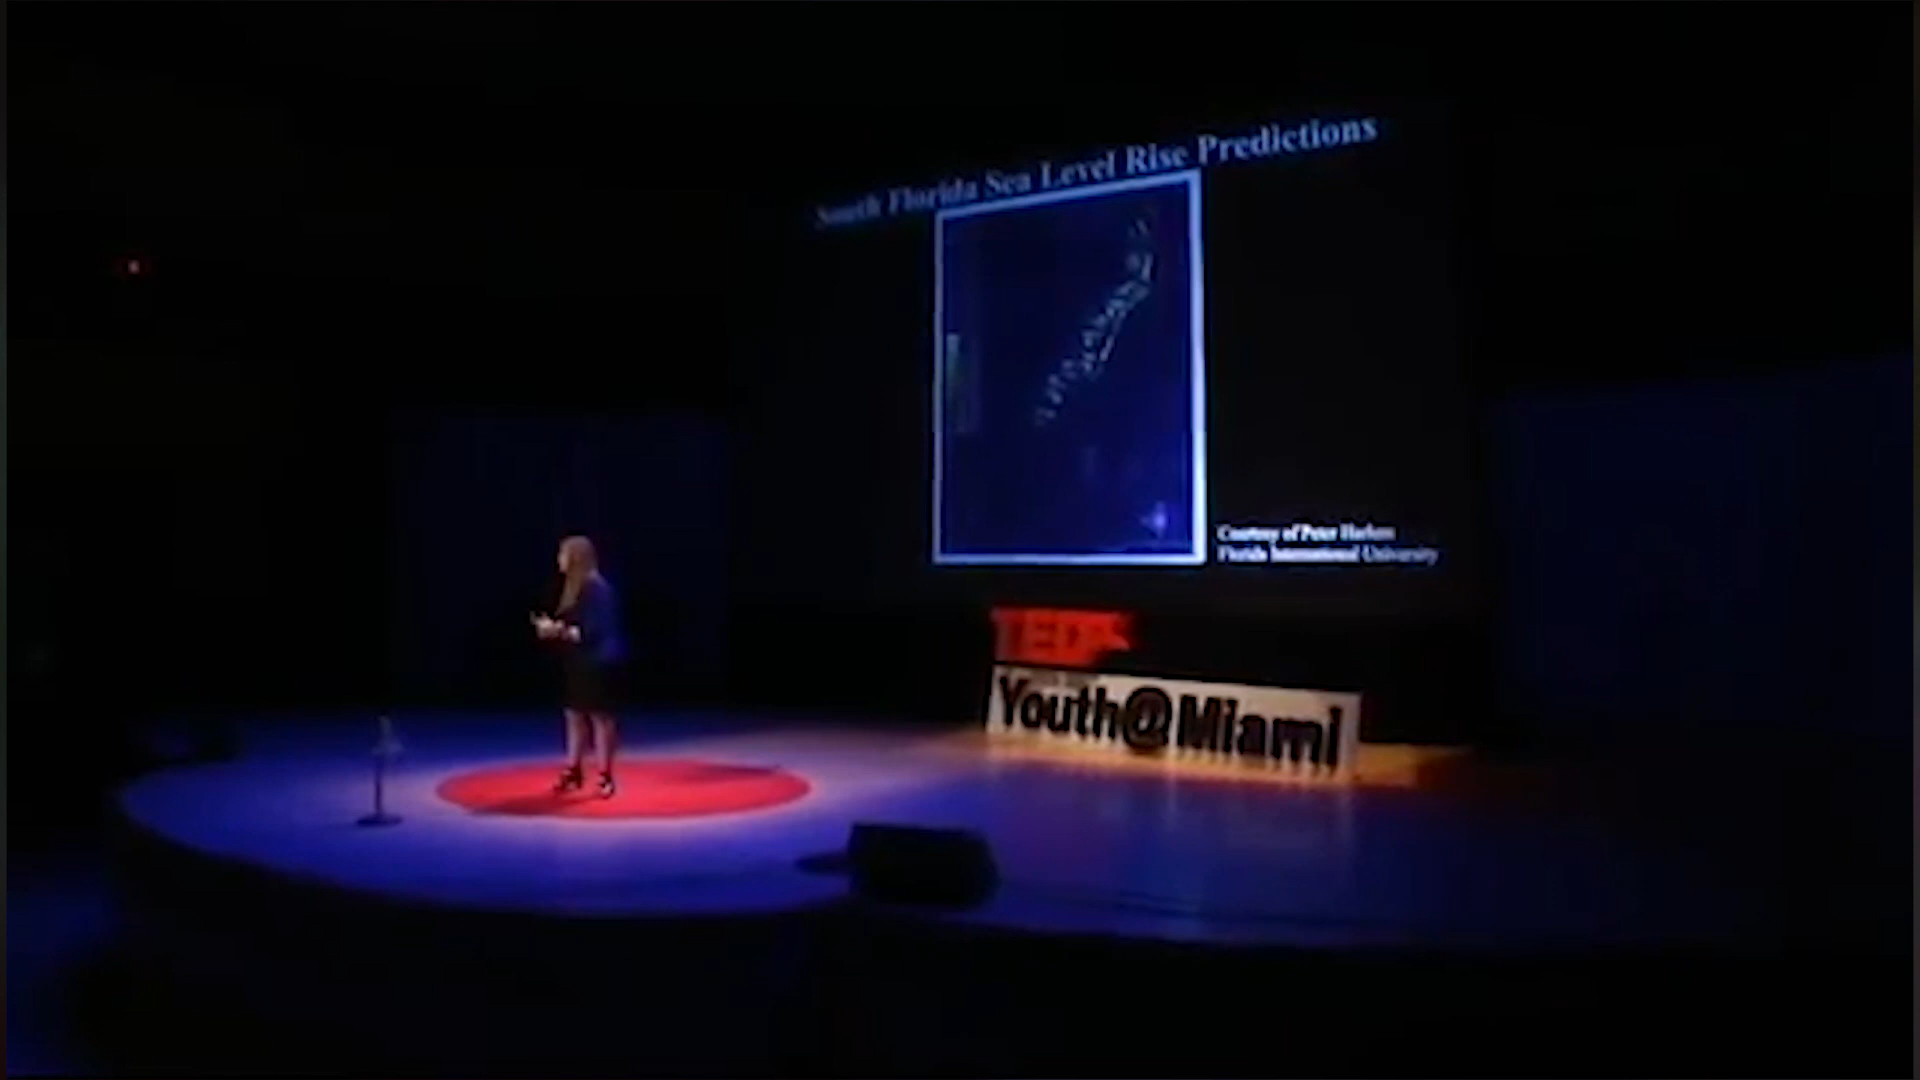 South Florida Sea Level Rise Predictions
Courtesy of Peter Harlem
Florida International University
TEDx
Youth@Miami